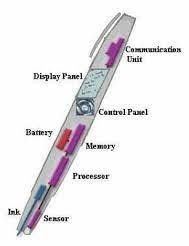 Communication
Unit
Display Panel
Control Panel
Battery
Memory
Processor
Ink
Sensor